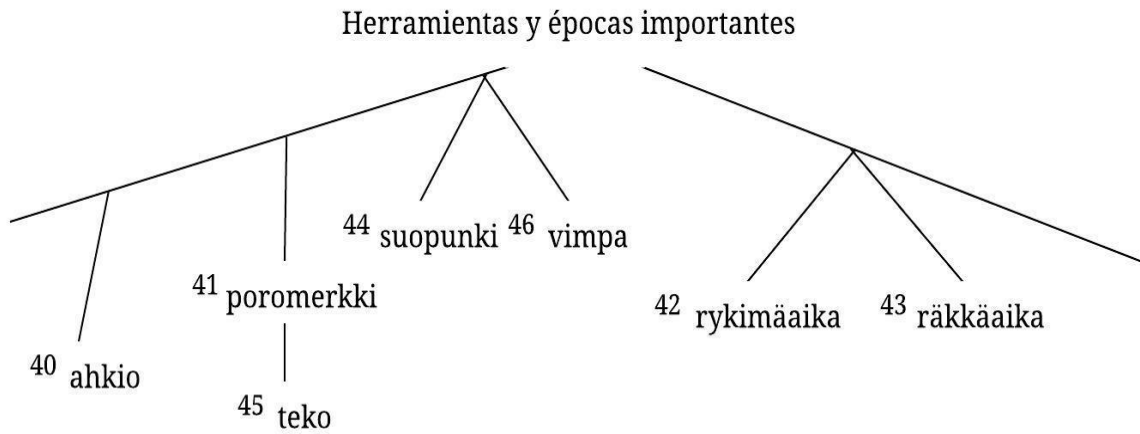 Herramientas y épocas importantes
44 suopunki 46 vimpa
41 poromerkki
42 rykimäaika 43 räkkäaika
40 ahkio
45 teko